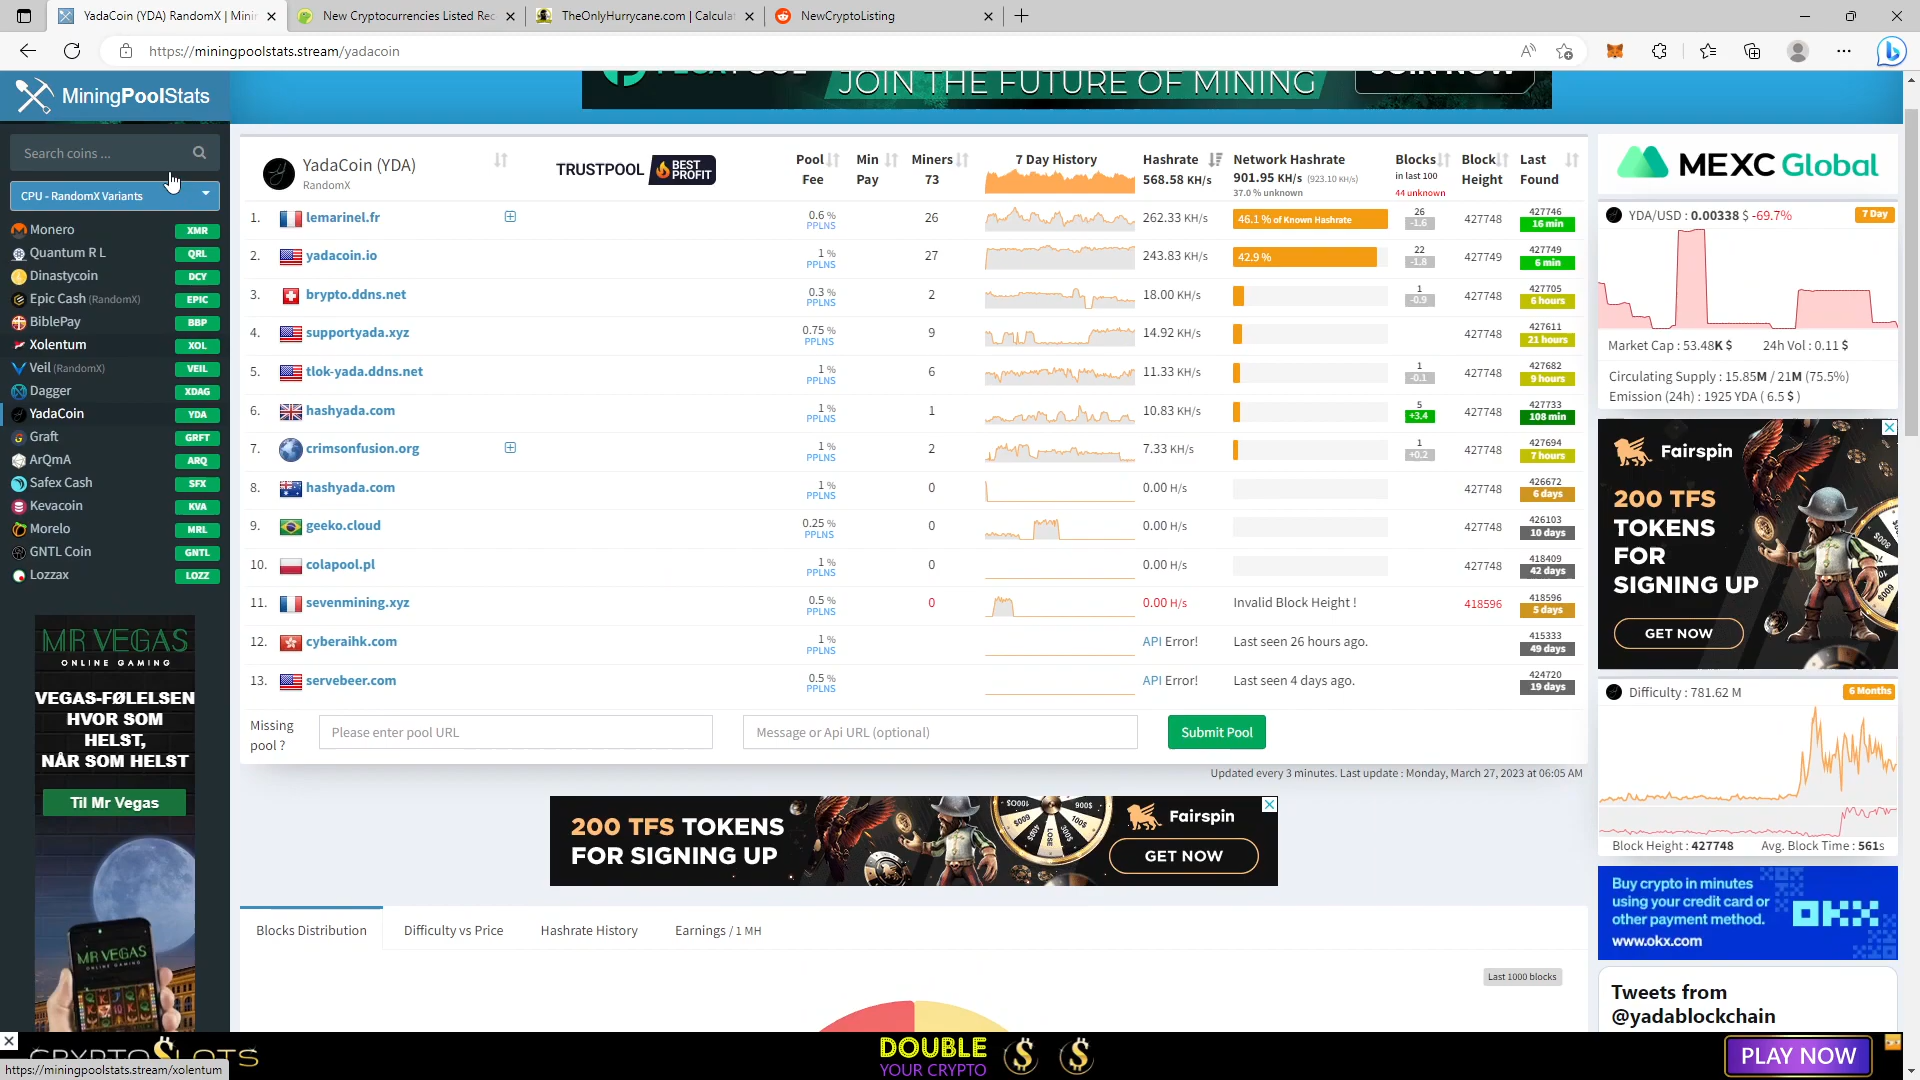 YadaCoin (YDA) RandomX | Minin
New Cryptocurrencies Listed Rec
TheOnlyHurrycane.com | Calculat
NewCryptoListing
https://miningpoolstats.stream/yadacoin
MiningPoolStats
JOIN THE FUTURE OF MINING
JOIN NOW
Search coins ...
CPU - RandomX Variants
Monero XMR
Quantum R L QRL
Dinastycoin DCY
Epic Cash (RandomX) EPIC
BiblePay BBP
Xolentum XOL
Veil (RandomX) VEIL
Dagger XDAG
YadaCoin YDA
Graft GRFT
ArQmA ARQ
Safex Cash SFX
Kevacoin KVA
Morelo MRL
GNTL Coin GNTL
Lozzax LOZZ
MR VEGAS
ONLINE GAMING
VEGAS-FØLELSEN
HVOR SOM
HELST,
NÅR SOM HELST
Til Mr Vegas
MR VEGAS
YadaCoin (YDA)
RandomX
TRUSTPOOL BEST PROFIT
Pool Fee
Min Pay
Miners 73
7 Day History
Hashrate 568.58 KH/s
Network Hashrate
901.95 KH/s (923.10 KH/s)
37.0 % unknown
Blocks
in last 100
44 unknown
Block Height
Last Found
1. lemarinel.fr 0.6 % PPLNS 26 262.33 KH/s 46.1 % of Known Hashrate 26 -1.6 427748 427746 16 min
2. yadacoin.io 1 % PPLNS 27 243.83 KH/s 42.9 % 22 -1.8 427749 427749 6 min
3. brypto.ddns.net 0.3 % PPLNS 2 18.00 KH/s 1 -0.9 427748 427705 6 hours
4. supportyada.xyz 0.75 % PPLNS 9 14.92 KH/s 427748 427611 21 hours
5. tlok-yada.ddns.net 1 % PPLNS 6 11.33 KH/s 1 -0.1 427748 427682 9 hours
6. hashyada.com 1 % PPLNS 1 10.83 KH/s 5 +3.4 427748 427733 108 min
7. crimsonfusion.org 1 % PPLNS 2 7.33 KH/s 1 +0.2 427748 427694 7 hours
8. hashyada.com 1 % PPLNS 0 0.00 H/s 427748 426672 6 days
9. geeko.cloud 0.25 % PPLNS 0 0.00 H/s 427748 426103 10 days
10. colapool.pl 1 % PPLNS 0 0.00 H/s 427748 418409 42 days
11. sevenmining.xyz 0.5 % PPLNS 0 0.00 H/s Invalid Block Height ! 418596 418596 5 days
12. cyberaihk.com 1 % PPLNS API Error! Last seen 26 hours ago. 415333 49 days
13. servebeer.com 0.5 % PPLNS API Error! Last seen 4 days ago. 424720 19 days
Missing pool ?
Please enter pool URL
Message or Api URL (optional)
Submit Pool
Updated every 3 minutes. Last update : Monday, March 27, 2023 at 06:05 AM
200 TFS TOKENS
FOR SIGNING UP
Fairspin
GET NOW
Blocks Distribution
Difficulty vs Price
Hashrate History
Earnings / 1 MH
Last 1000 blocks
MEXC Global
YDA/USD : 0.00338 $ -69.7% 7 Day
Market Cap : 53.48K $ 24h Vol : 0.11 $
Circulating Supply : 15.85M / 21M (75.5%)
Emission (24h) : 1925 YDA ( 6.5 $ )
Fairspin
200 TFS
TOKENS
FOR
SIGNING UP
GET NOW
Difficulty : 781.62 M 6 Months
Block Height : 427748 Avg. Block Time : 561s
Buy crypto in minutes
using your credit card or
other payment method.
www.okx.com
OKX
Tweets from
@yadablockchain
CRYPTO SLOTS
DOUBLE
YOUR CRYPTO
PLAY NOW
https://miningpoolstats.stream/xolentum